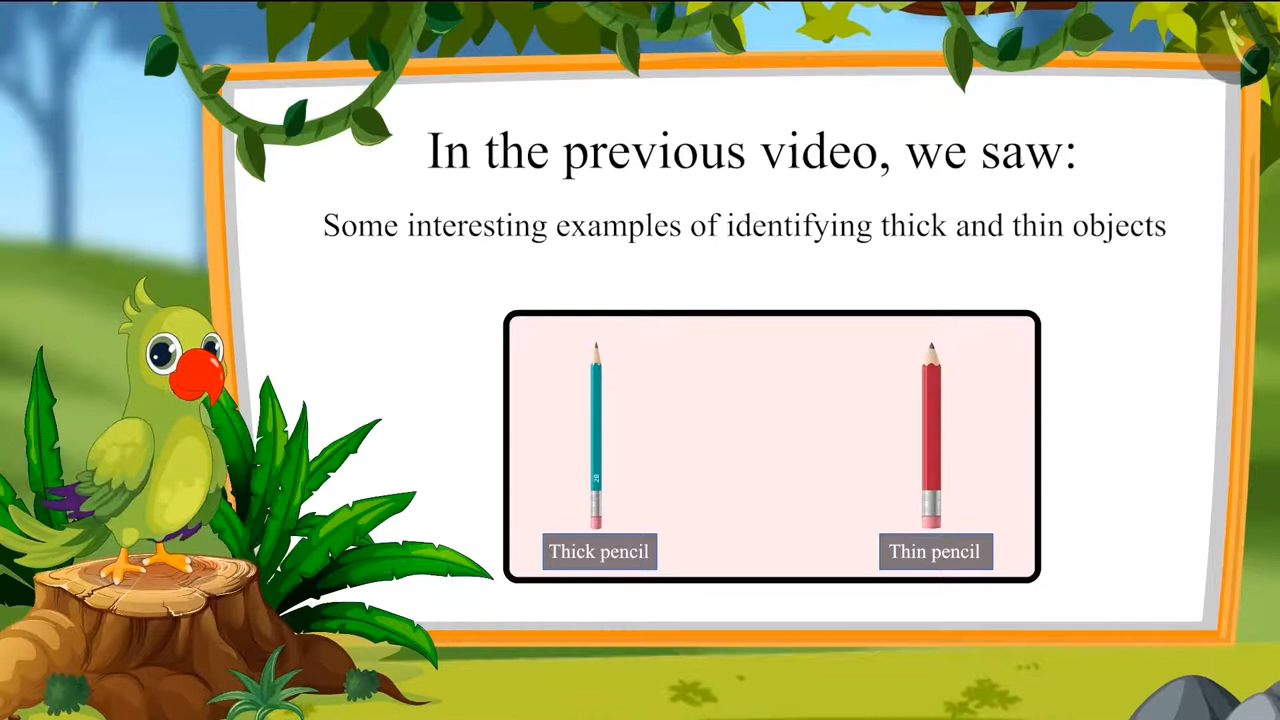 In the previous video, we saw:
Some interesting examples of identifying thick and thin objects
2B
Thick pencil
Thin pencil